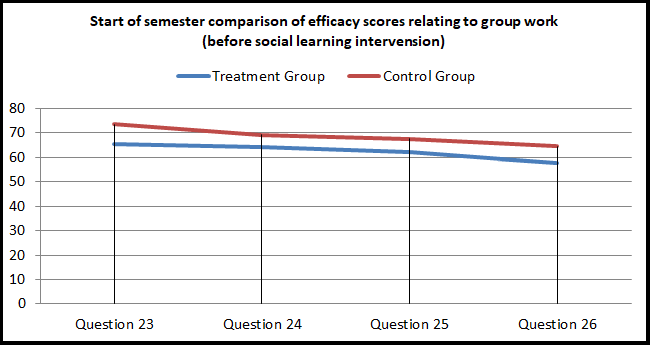 Start of semester comparison of efficacy scores relating to group work
(before social learning intervension)
Treatment Group
Control Group
80
70
60
50
40
30
20
10
0
Question 23
Question 24
Question 25
Question 26